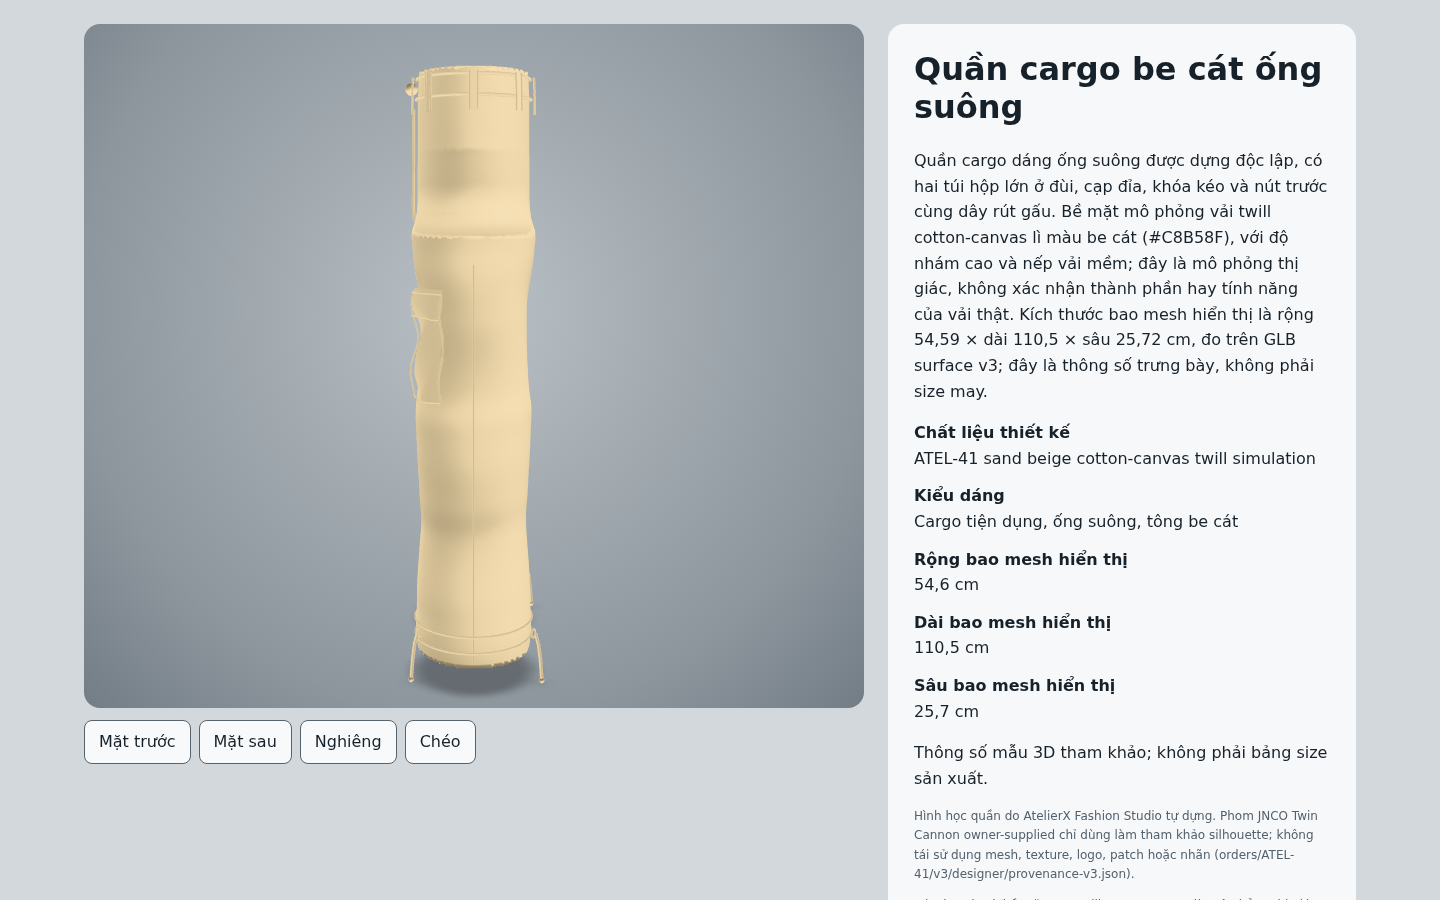 Quần cargo be cát ống
suông
Quần cargo dáng ống suông được dựng độc lập, có
hai túi hộp lớn ở đùi, cạp đỉa, khóa kéo và nút trước
cùng dây rút gấu. Bề mặt mô phỏng vải twill
cotton-canvas lì màu be cát (#C8B58F), với độ
nhám cao và nếp vải mềm; đây là mô phỏng thị
giác, không xác nhận thành phần hay tính năng
của vải thật. Kích thước bao mesh hiển thị là rộng
54,59 × dài 110,5 × sâu 25,72 cm, đo trên GLB
surface v3; đây là thông số trưng bày, không phải
size may.
Chất liệu thiết kế
ATEL-41 sand beige cotton-canvas twill simulation
Kiểu dáng
Cargo tiện dụng, ống suông, tông be cát
Rộng bao mesh hiển thị
54,6 cm
Dài bao mesh hiển thị
110,5 cm
Sâu bao mesh hiển thị
25,7 cm
Thông số mẫu 3D tham khảo; không phải bảng size
sản xuất.
Hình học quần do AtelierX Fashion Studio tự dựng. Phom JNCO Twin
Cannon owner-supplied chỉ dùng làm tham khảo silhouette; không
tái sử dụng mesh, texture, logo, patch hoặc nhãn (orders/ATEL-
41/v3/designer/provenance-v3.json).
Mặt trước
Mặt sau
Nghiêng
Chéo